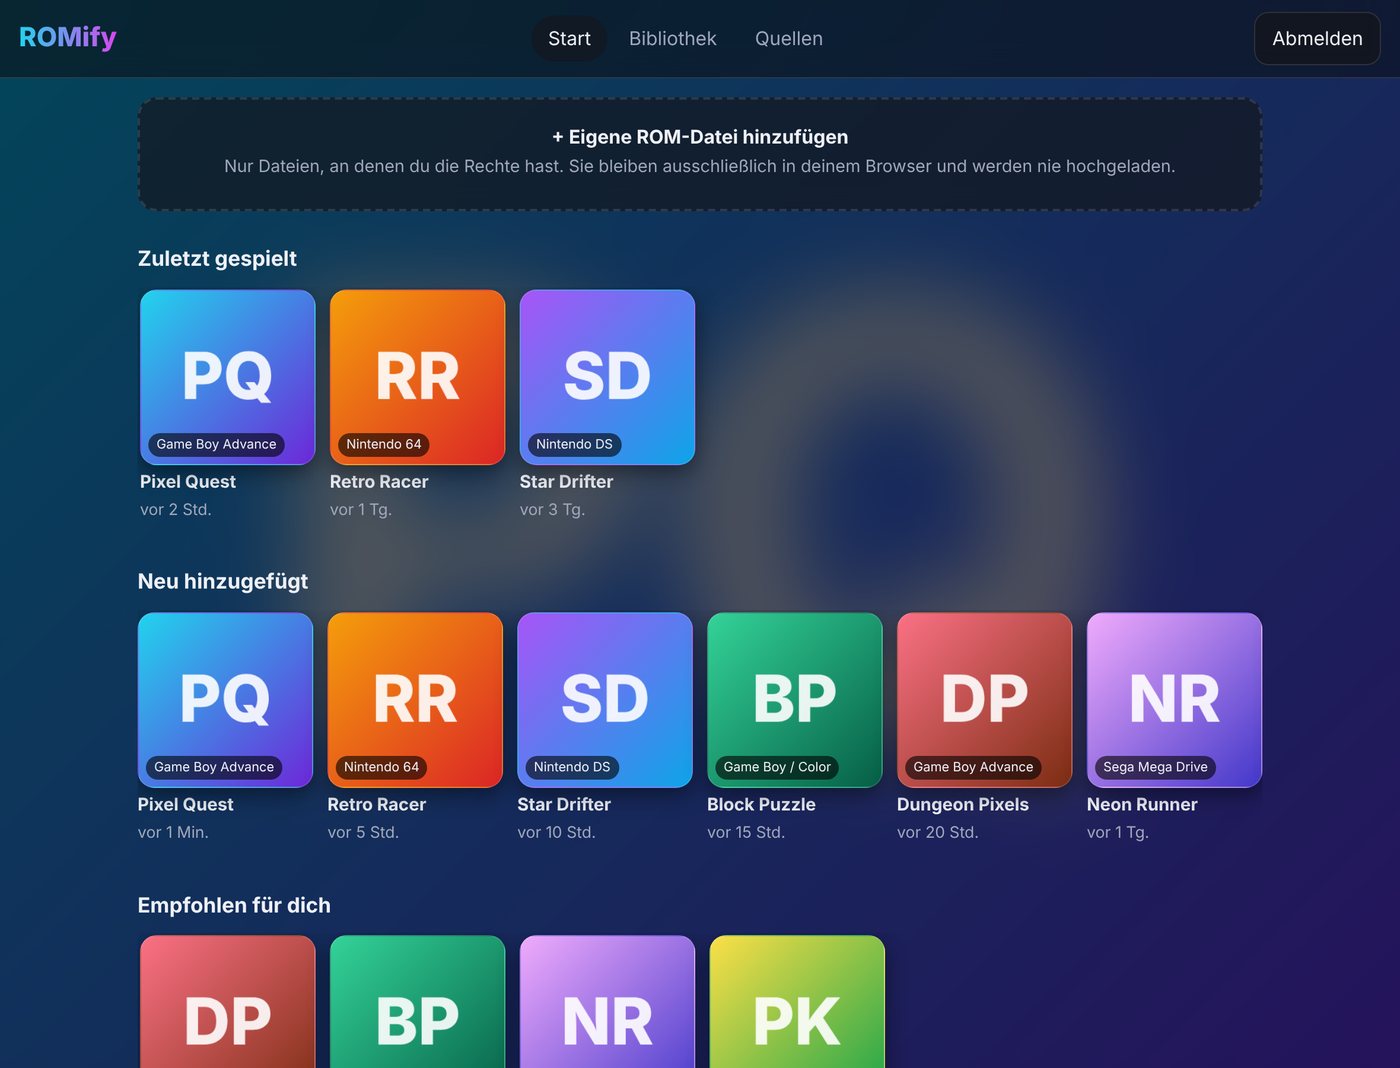 ROMify
Start
Bibliothek
Quellen
Abmelden
+ Eigene ROM-Datei hinzufügen
Nur Dateien, an denen du die Rechte hast. Sie bleiben ausschließlich in deinem Browser und werden nie hochgeladen.
Zuletzt gespielt
PQ
Game Boy Advance
Pixel Quest
vor 2 Std.
RR
Nintendo 64
Retro Racer
vor 1 Tg.
SD
Nintendo DS
Star Drifter
vor 3 Tg.
Neu hinzugefügt
PQ
Game Boy Advance
Pixel Quest
vor 1 Min.
RR
Nintendo 64
Retro Racer
vor 5 Std.
SD
Nintendo DS
Star Drifter
vor 10 Std.
BP
Game Boy / Color
Block Puzzle
vor 15 Std.
DP
Game Boy Advance
Dungeon Pixels
vor 20 Std.
NR
Sega Mega Drive
Neon Runner
vor 1 Tg.
Empfohlen für dich
DP
BP
NR
PK